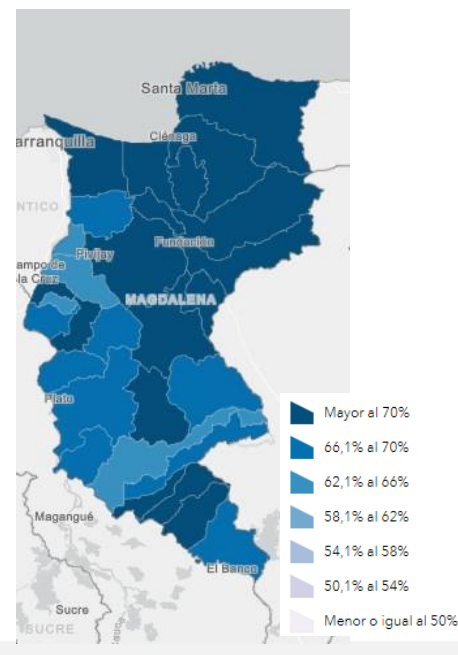 Santa Marta
Ciénaga
arranquilla
NTICO
Pivijay
Fundación
ampo de
la Cruz
MAGDALENA
Plato
Mayor al 70%
66,1% al 70%
62,1% al 66%
58,1% al 62%
54,1% al 58%
50,1% al 54%
Menor o igual al 50%
Magangué
El Banco
Sucre
SUCRE